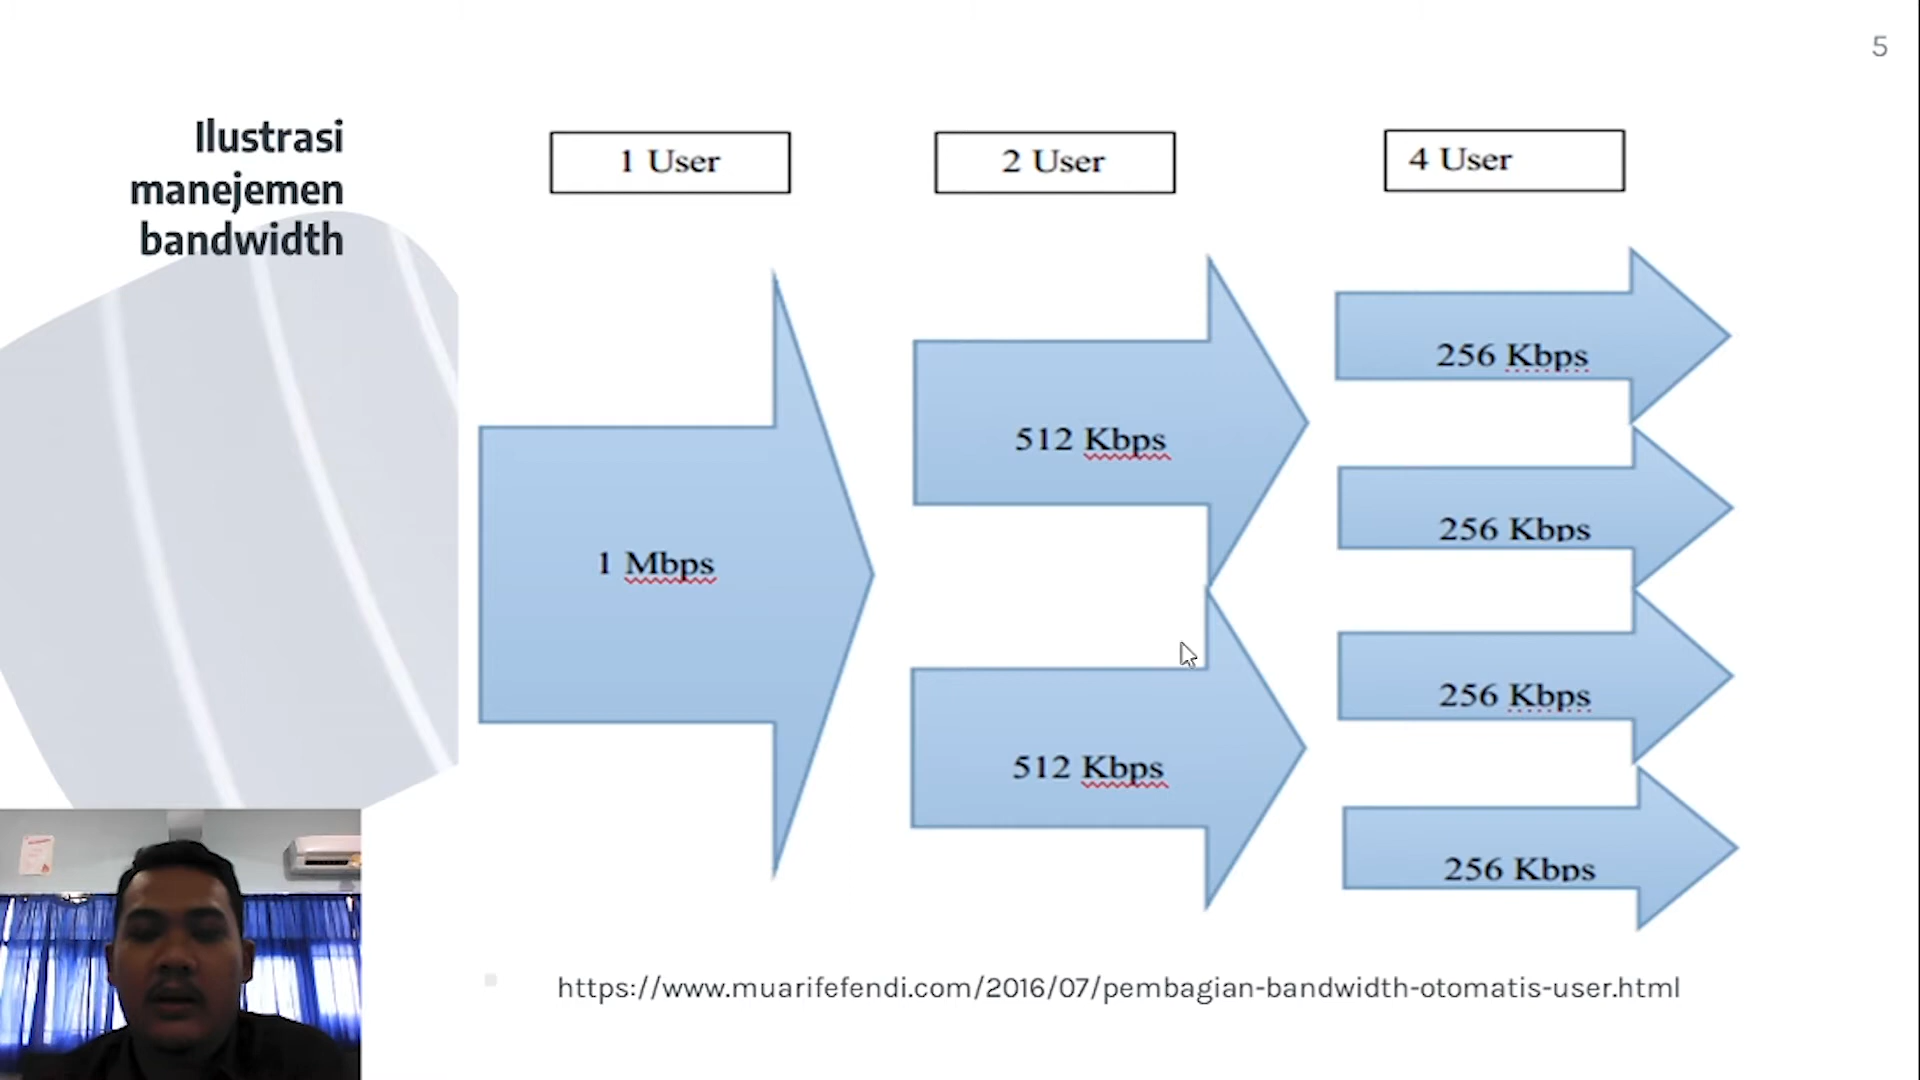 5
Ilustrasi
manejemen
bandwidth
1 User
2 User
4 User
1 Mbps
512 Kbps
512 Kbps
256 Kbps
256 Kbps
256 Kbps
256 Kbps
https://www.muarifefendi.com/2016/07/pembagian-bandwidth-otomatis-user.html